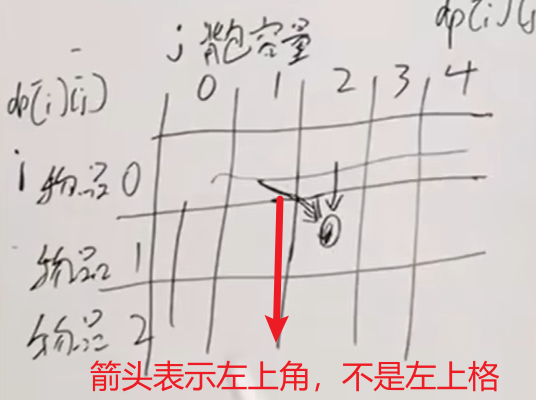 dp[i][j
j 背包容量
dp[i][j]
0 1 2 3 4
i 物品0
物品1
物品2
箭头表示左上角，不是左上格